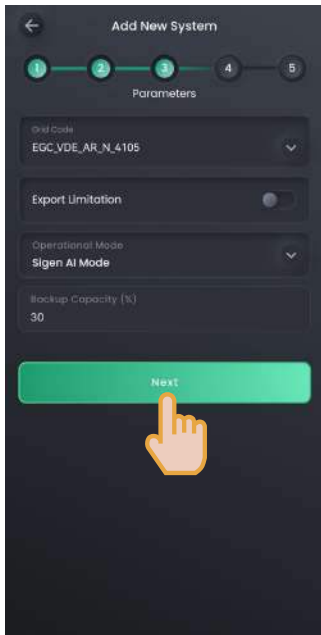 Add New System
1 2 3 4 5
Parameters
Grid Code
EGC_VDE_AR_N_4105
Export Limitation
Operational Mode
Sigen AI Mode
Backup Capacity (%)
30
Next